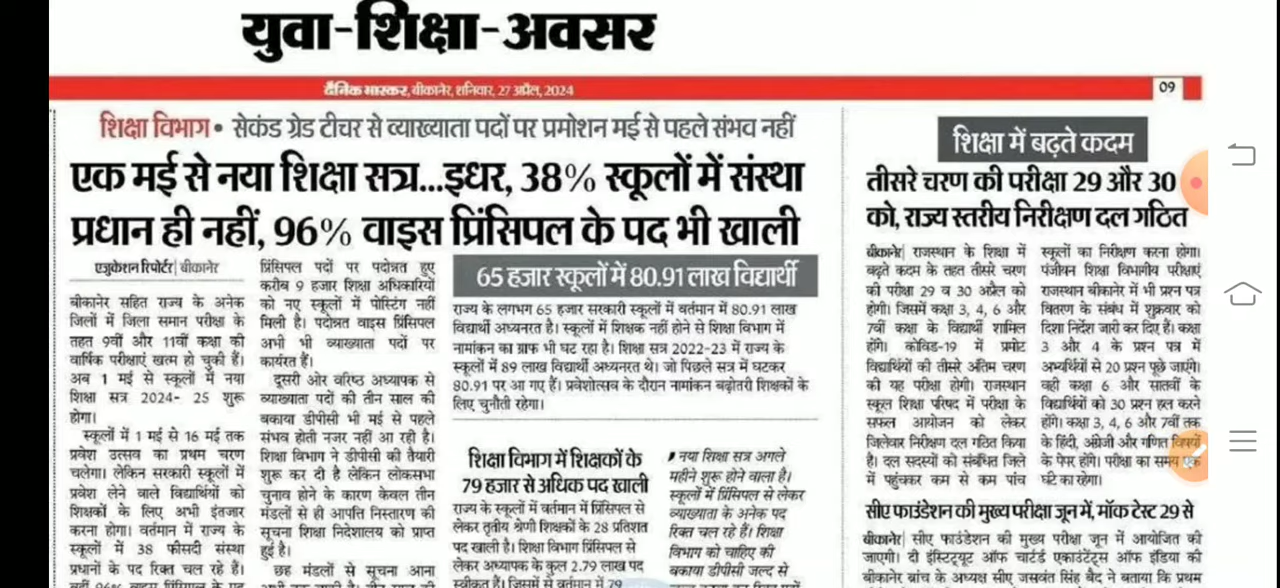 युवा-शिक्षा-अवसर
दैनिक भास्कर, बीकानेर, शनिवार, 27 अप्रैल, 2024
09
शिक्षा विभाग • सेकंड ग्रेड टीचर से व्याख्याता पदों पर प्रमोशन मई से पहले संभव नहीं
एक मई से नया शिक्षा सत्र...इधर, 38% स्कूलों में संस्था
प्रधान ही नहीं, 96% वाइस प्रिंसिपल के पद भी खाली
एजुकेशन रिपोर्टर| बीकानेर
बीकानेर सहित राज्य के अनेक
जिलों में जिला समान परीक्षा के
तहत 9वीं और 11वीं कक्षा की
वार्षिक परीक्षाएं खत्म हो चुकी हैं।
अब 1 मई से स्कूलों में नया
शिक्षा सत्र 2024- 25 शुरू
होगा।
स्कूलों में 1 मई से 16 मई तक
प्रवेश उत्सव का प्रथम चरण
चलेगा। लेकिन सरकारी स्कूलों में
प्रवेश लेने वाले विद्यार्थियों को
शिक्षकों के लिए अभी इंतजार
करना होगा। वर्तमान में राज्य के
स्कूलों में 38 फीसदी संस्था
प्रधानों के पद रिक्त चल रहे हैं।
प्रिंसिपल पदों पर पदोन्नत हुए
करीब 9 हजार शिक्षा अधिकारियों
को नए स्कूलों में पोस्टिंग नहीं
मिली है। पदोन्नत वाइस प्रिंसिपल
अभी भी व्याख्याता पदों पर
कार्यरत हैं।
दूसरी ओर वरिष्ठ अध्यापक से
व्याख्याता पदों की तीन साल की
बकाया डीपीसी भी मई से पहले
संभव होती नजर नहीं आ रही है।
शिक्षा विभाग ने डीपीसी की तैयारी
शुरू कर दी है लेकिन लोकसभा
चुनाव होने के कारण केवल तीन
मंडलों से ही आपत्ति निस्तारण की
सूचना शिक्षा निदेशालय को प्राप्त
हुई है।
छह मंडलों से सूचना आना
65 हजार स्कूलों में 80.91 लाख विद्यार्थी
राज्य के लगभग 65 हजार सरकारी स्कूलों में वर्तमान में 80.91 लाख
विद्यार्थी अध्यनरत है। स्कूलों में शिक्षक नहीं होने से शिक्षा विभाग में
नामांकन का ग्राफ भी घट रहा है। शिक्षा सत्र 2022-23 में राज्य के
स्कूलों में 89 लाख विद्यार्थी अध्यनरत थे। जो पिछले सत्र में घटकर
80.91 पर आ गए हैं। प्रवेशोत्सव के दौरान नामांकन बढ़ोतरी शिक्षकों के
लिए चुनौती रहेगा।
शिक्षा विभाग में शिक्षकों के
79 हजार से अधिक पद खाली
राज्य के स्कूलों में वर्तमान में प्रिंसिपल से
लेकर तृतीय श्रेणी शिक्षकों के 28 प्रतिशत
पद खाली है। शिक्षा विभाग प्रिंसिपल से
लेकर अध्यापक के कुल 2.79 लाख पद
स्वीकृत हैं। जिसमें से वर्तमान में 79
नया शिक्षा सत्र अगले
महीने शुरू होने वाला है।
स्कूलों में प्रिंसिपल से लेकर
व्याख्याता के अनेक पद
रिक्त चल रहे हैं। शिक्षा
विभाग को चाहिए की
बकाया डीपीसी जल्द से
शिक्षा में बढ़ते कदम
तीसरे चरण की परीक्षा 29 और 30
को, राज्य स्तरीय निरीक्षण दल गठित
बीकानेर| राजस्थान के शिक्षा में
बढ़ते कदम के तहत तीसरे चरण
की परीक्षा 29 व 30 अप्रैल को
होगी। जिसमें कक्षा 3, 4, 6 और
7वीं कक्षा के विद्यार्थी शामिल
होंगे। कोविड-19 में प्रमोट
विद्यार्थियों की तीसरे अंतिम चरण
की यह परीक्षा होगी। राजस्थान
स्कूल शिक्षा परिषद में परीक्षा के
सफल आयोजन को लेकर
जिलेवार निरीक्षण दल गठित किया
है। दल सदस्यों को संबंधित जिले
में पहुंचकर कम से कम पांच
स्कूलों का निरीक्षण करना होगा।
पंजीयन शिक्षा विभागीय परीक्षाएं
राजस्थान बीकानेर में भी प्रश्न पत्र
वितरण के संबंध में शुक्रवार को
दिशा निर्देश जारी कर दिए हैं। कक्षा
3 और 4 के प्रश्न पत्र में
अभ्यर्थियों से 20 प्रश्न पूछे जाएंगे।
वही कक्षा 6 और सातवीं के
विद्यार्थियों को 30 प्रश्न हल करने
होंगे। कक्षा 3, 4, 6 और 7वीं तक
के हिंदी, अंग्रेजी और गणित विषयों
के पेपर होंगे। परीक्षा का समय एक
घंटे का रहेगा।
सीए फाउंडेशन की मुख्य परीक्षा जून में, मॉक टेस्ट 29 से
बीकानेर| सीए फाउंडेशन की मुख्य परीक्षा जून में आयोजित की
जाएगी। दी इंस्टिट्यूट ऑफ चार्टर्ड एकाउंटेंट्स ऑफ इंडिया की
बीकानेर ब्रांच के अध्यक्ष सीए जसवंत सिंह बैद ने बताया कि प्रथम